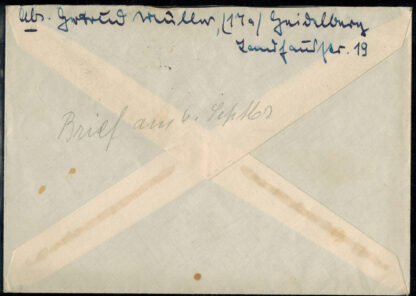 Abs. Gertrud Müller, (17a) Heidelberg
Landhausstr. 19
Brief am 6. Sept.